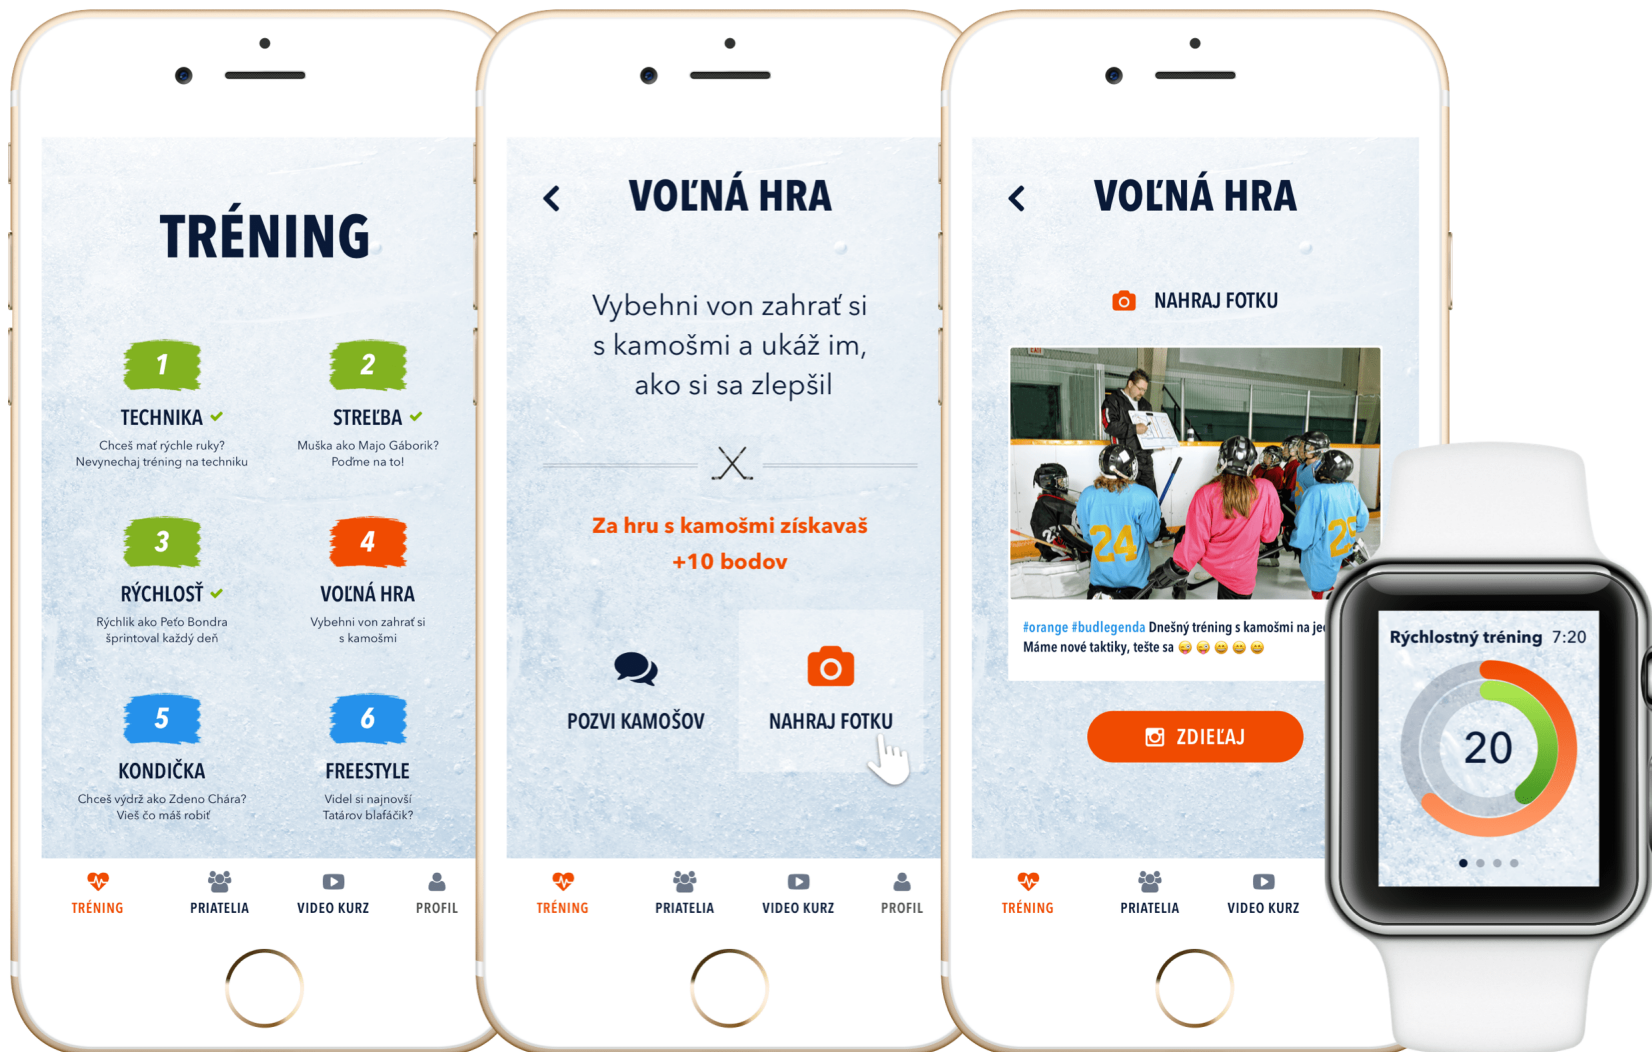 TRÉNING
1
2
TECHNIKA
STREĽBA
Chceš mať rýchle ruky?
Nevynechaj tréning na techniku
Muška ako Majo Gáborik?
Poďme na to!
3
4
RÝCHLOSŤ
VOĽNÁ HRA
Rýchlik ako Peťo Bondra
šprintoval každý deň
Vybehni von zahrať si
s kamošmi
5
6
KONDIČKA
FREESTYLE
Chceš výdrž ako Zdeno Chára?
Vieš čo máš robiť
Videl si najnovší
Tatárov blafáčik?
TRÉNING
PRIATELIA
VIDEO KURZ
PROFIL
VOĽNÁ HRA
Vybehni von zahrať si
s kamošmi a ukáž im,
ako si sa zlepšil
Za hru s kamošmi získavaš
+10 bodov
POZVI KAMOŠOV
NAHRAJ FOTKU
TRÉNING
PRIATELIA
VIDEO KURZ
PROFIL
VOĽNÁ HRA
NAHRAJ FOTKU
24
#orange #budlegenda Dnešný tréning s kamošmi na
Máme nové taktiky, tešte sa 😜 😜 😀 😀 😀
ZDIEĽAJ
TRÉNING
PRIATELIA
VIDEO KURZ
Rýchlostný tréning 7:20
20